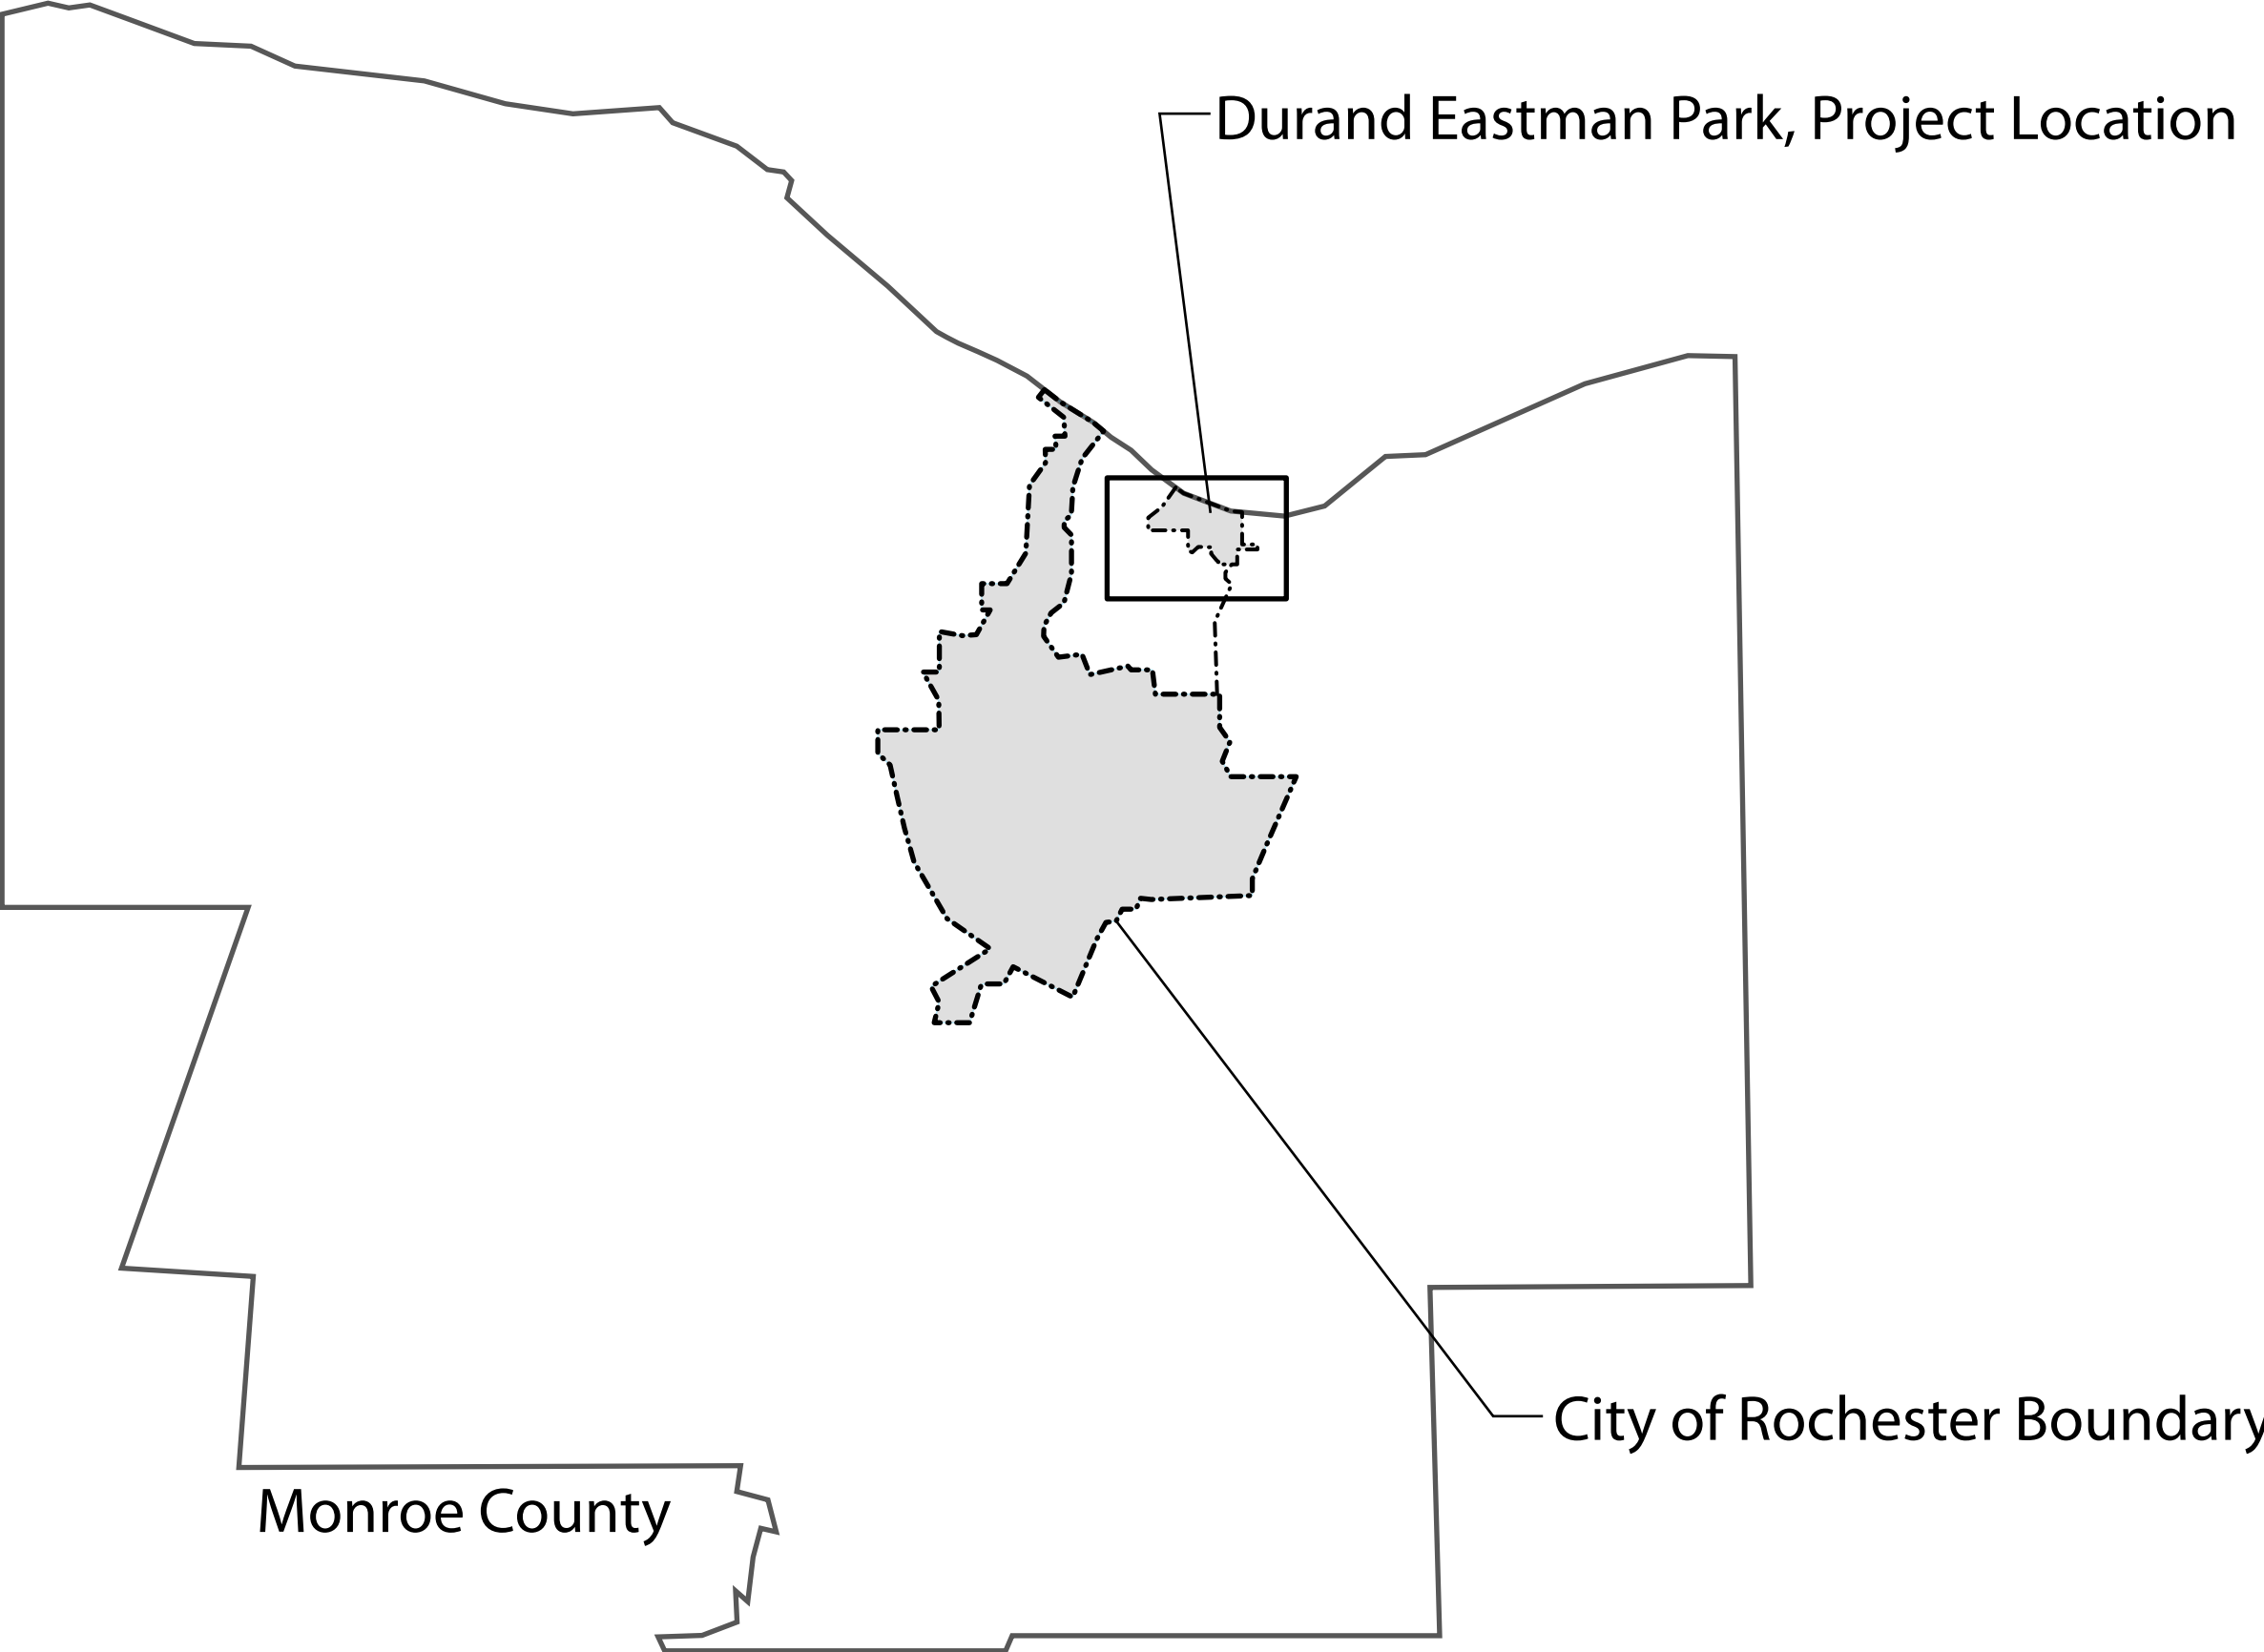 Durand Eastman Park, Project Location
City of Rochester Boundary
Monroe County